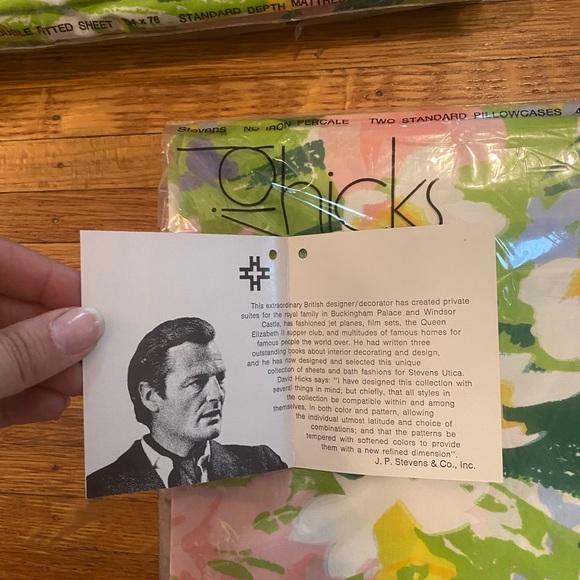 OUBLE FITTED SHEET 54 x 76 STANDARD DEPTH MATTRES
Stevens NO IRON PERCALE TWO STANDARD PILLOWCASES 4
hicks
This extraordinary British designer/decorator has created private
suites for the royal family in Buckingham Palace and Windsor
Castle, has fashioned jet planes, film sets, the Queen
Elizabeth II supper club, and multitudes of famous homes for
famous people the world over. He had written three
outstanding books about interior decorating and design,
and he has now designed and selected this unique
collection of sheets and bath fashions for Stevens Utica.
David Hicks says: "I have designed this collection with
several things in mind; but chiefly, that all styles in
the collection be compatible within and among
themselves, in both color and pattern, allowing
the individual utmost latitude and choice of
combinations; and that the patterns be
tempered with softened colors to provide
them with a new refined dimension".
J. P. Stevens & Co., Inc.